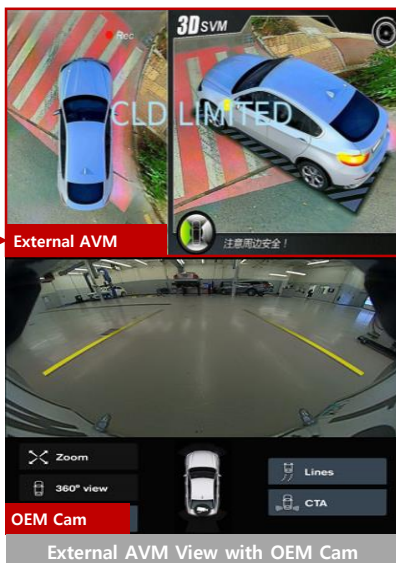 Rec
3D SVM
CLD LIMITED
External AVM
注意周边安全！
Zoom
360° view
Lines
CTA
OEM Cam
External AVM View with OEM Cam